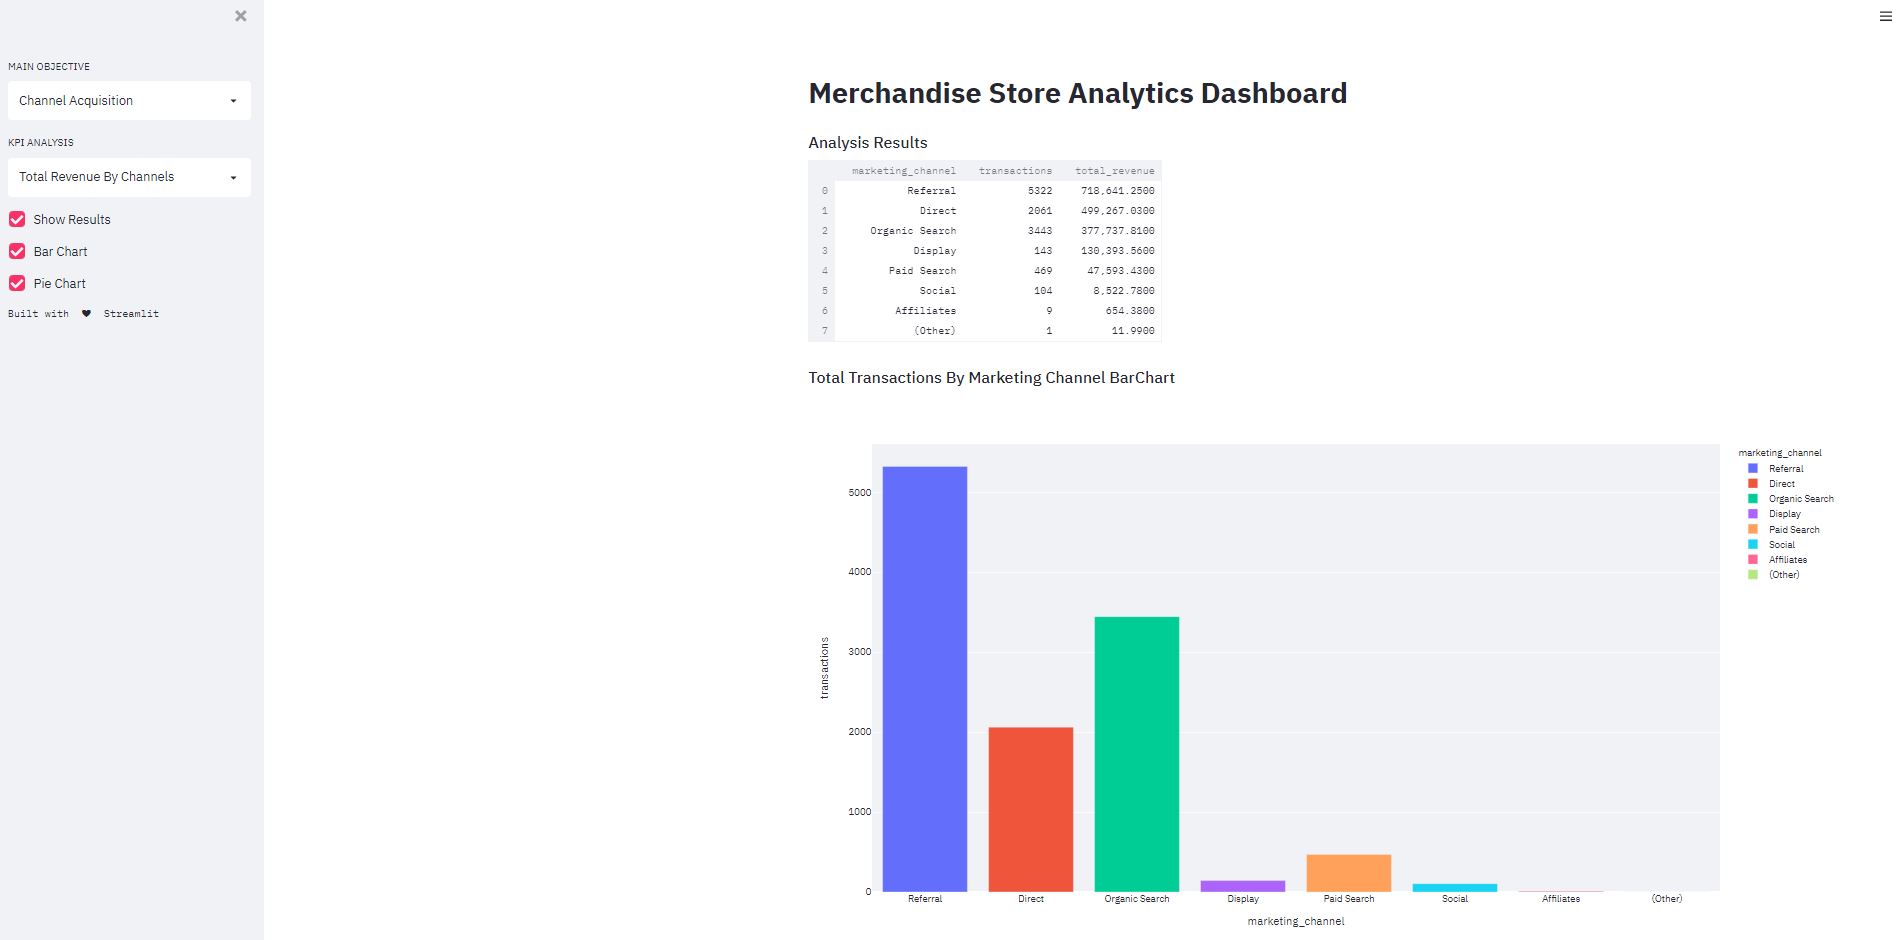 MAIN OBJECTIVE
Channel Acquisition
KPI ANALYSIS
Total Revenue By Channels
Show Results
Bar Chart
Pie Chart
Built with ♥ Streamlit
Merchandise Store Analytics Dashboard
Analysis Results
marketing_channel transactions total_revenue
0 Referral 5322 718,641.2500
1 Direct 2061 499,267.0300
2 Organic Search 3443 377,737.8100
3 Display 143 130,393.5600
4 Paid Search 469 47,593.4300
5 Social 104 8,522.7800
6 Affiliates 9 654.3800
7 (Other) 1 11.9900
Total Transactions By Marketing Channel BarChart
transactions
5000
4000
3000
2000
1000
0
Referral Direct Organic Search Display Paid Search Social Affiliates (Other)
marketing_channel
marketing_channel
Referral
Direct
Organic Search
Display
Paid Search
Social
Affiliates
(Other)